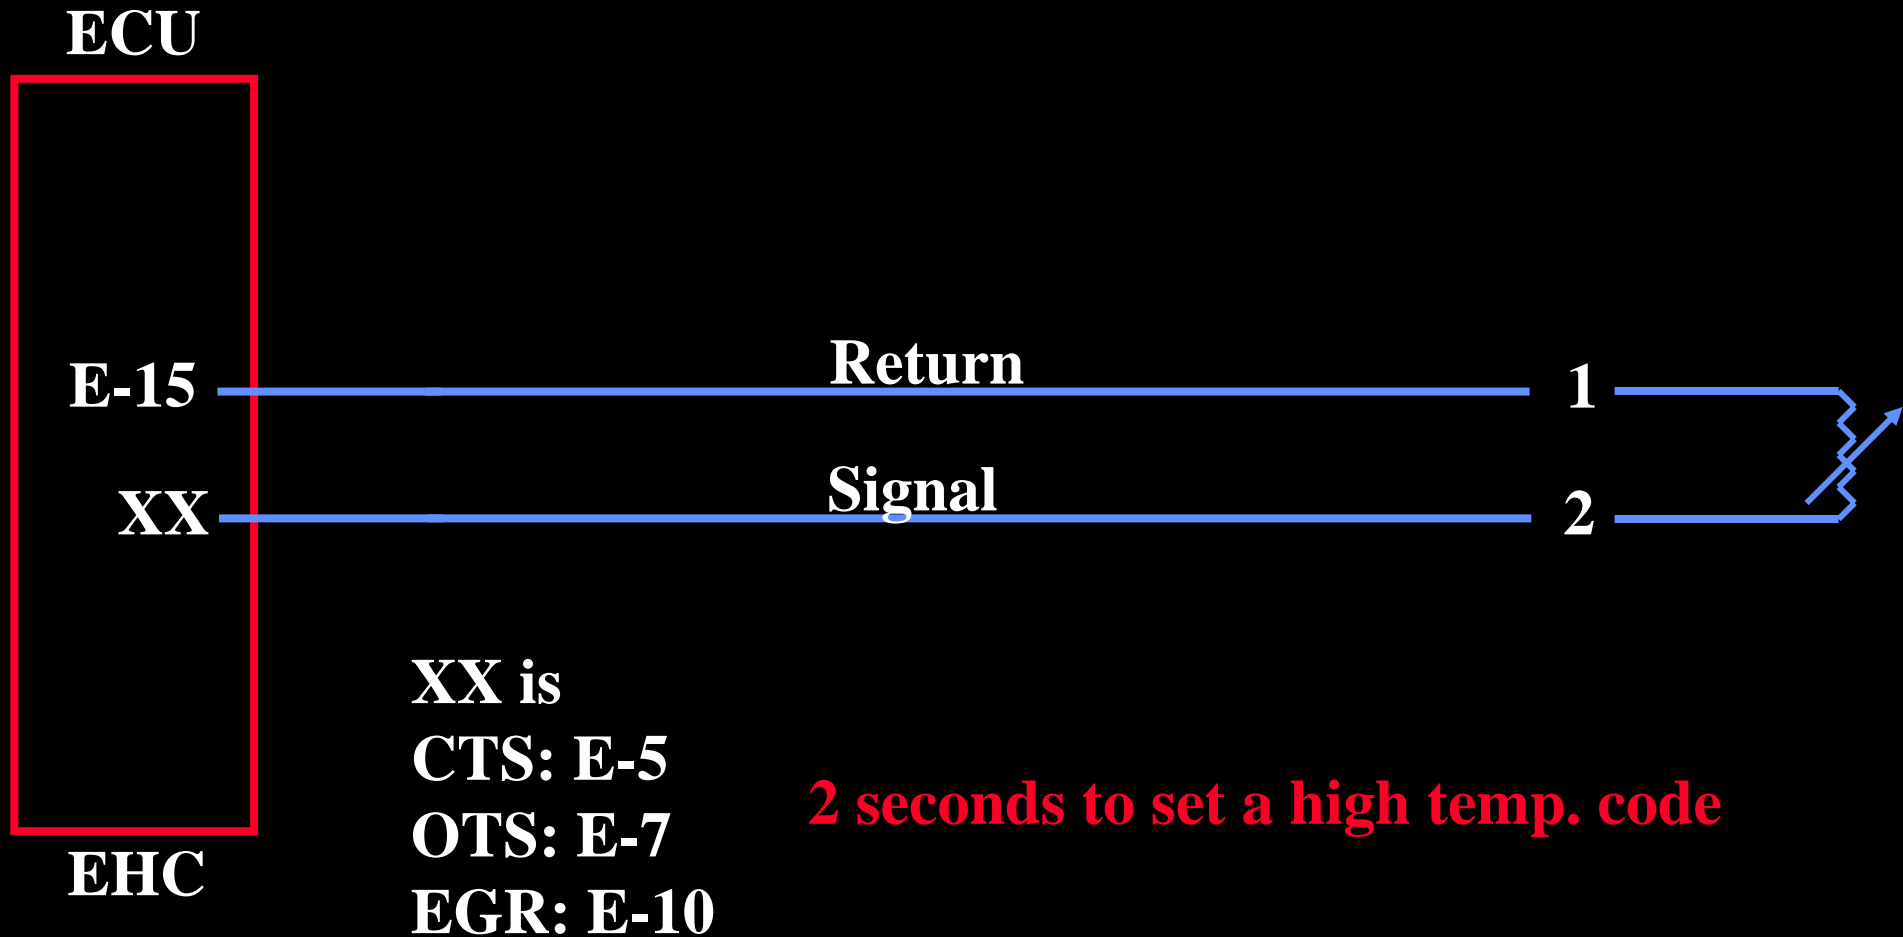 ECU
Return
E-15
1
Signal
XX
2
XX is
CTS: E-5
OTS: E-7
2 seconds to set a high temp. code
EHC
EGR: E-10